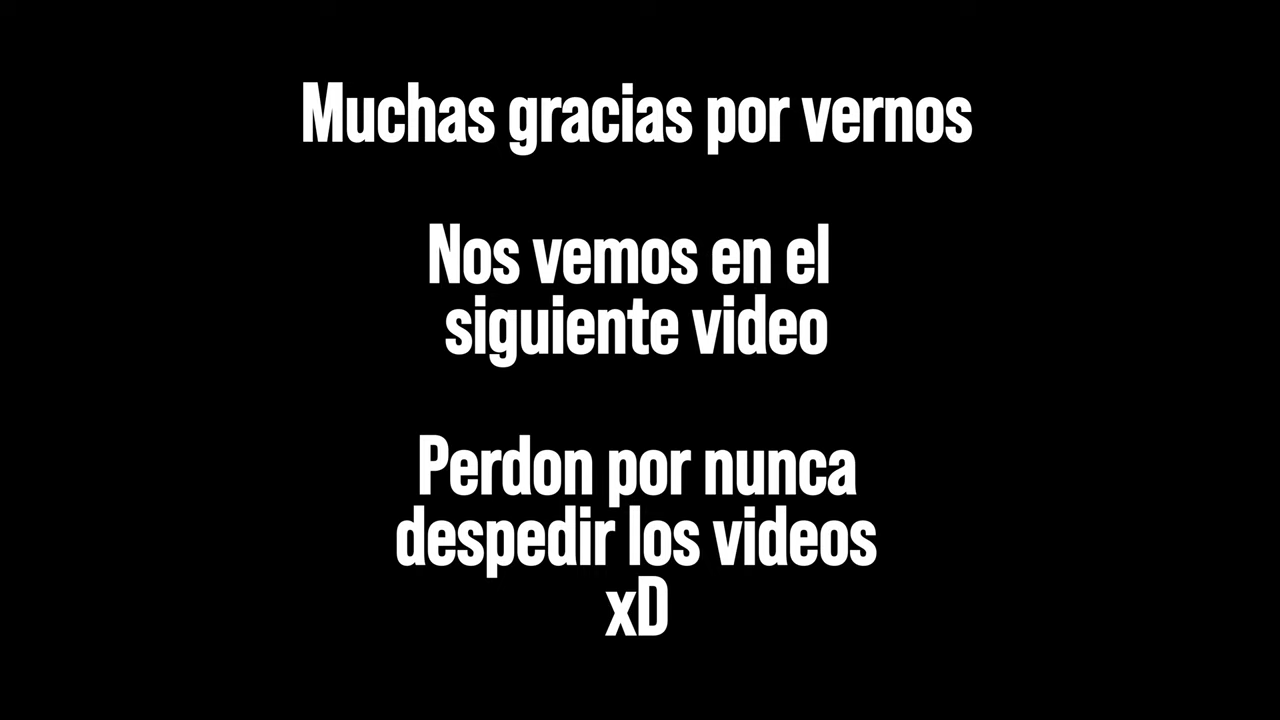 Muchas gracias por vernos
Nos vemos en el
siguiente video
Perdon por nunca
despedir los videos
xD